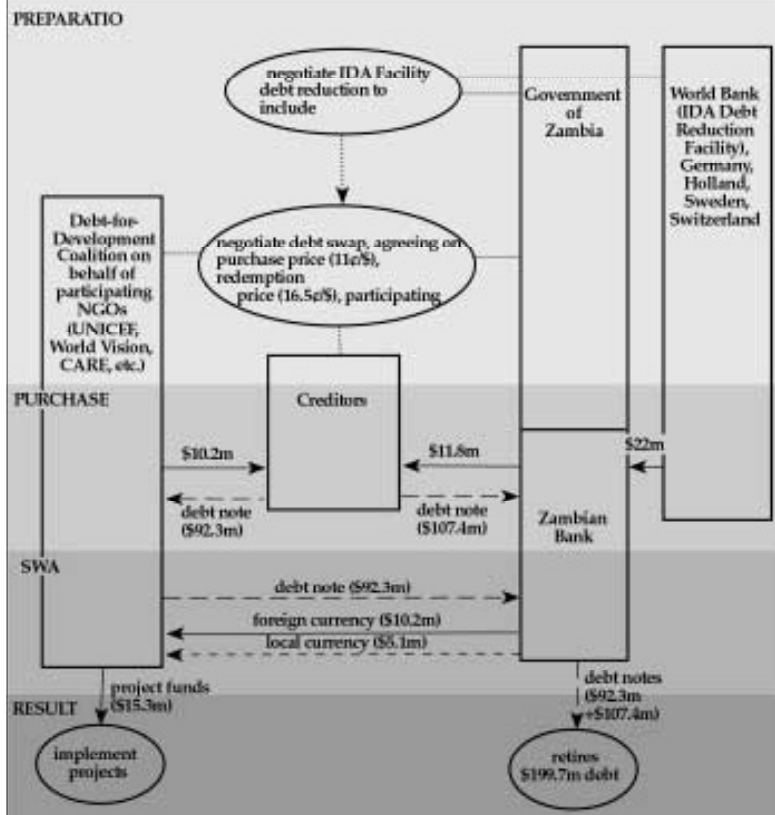 PREPARATIO
negotiate IDA Facility
debt reduction to
include
Government
of
Zambia
World Bank
(IDA Debt
Reduction
Facility),
Germany,
Holland,
Sweden,
Switzerland
Debt-for-
Development
Coalition on
behalf of
participating
NGOs
(UNICEF,
World Vision,
CARE, etc.)
negotiate debt swap, agreeing on
purchase price (11¢/$),
redemption
price (16.5¢/$), participating
PURCHASE
Creditors
$10.2m
$11.8m
$22m
debt note
($92.3m)
debt note
($107.4m)
Zambian
Bank
SWA
debt note ($92.3m)
foreign currency ($10.2m)
local currency ($5.1m)
RESULT
project funds
($15.3m)
debt notes
($92.3m
+$107.4m)
implement
projects
retires
$199.7m debt